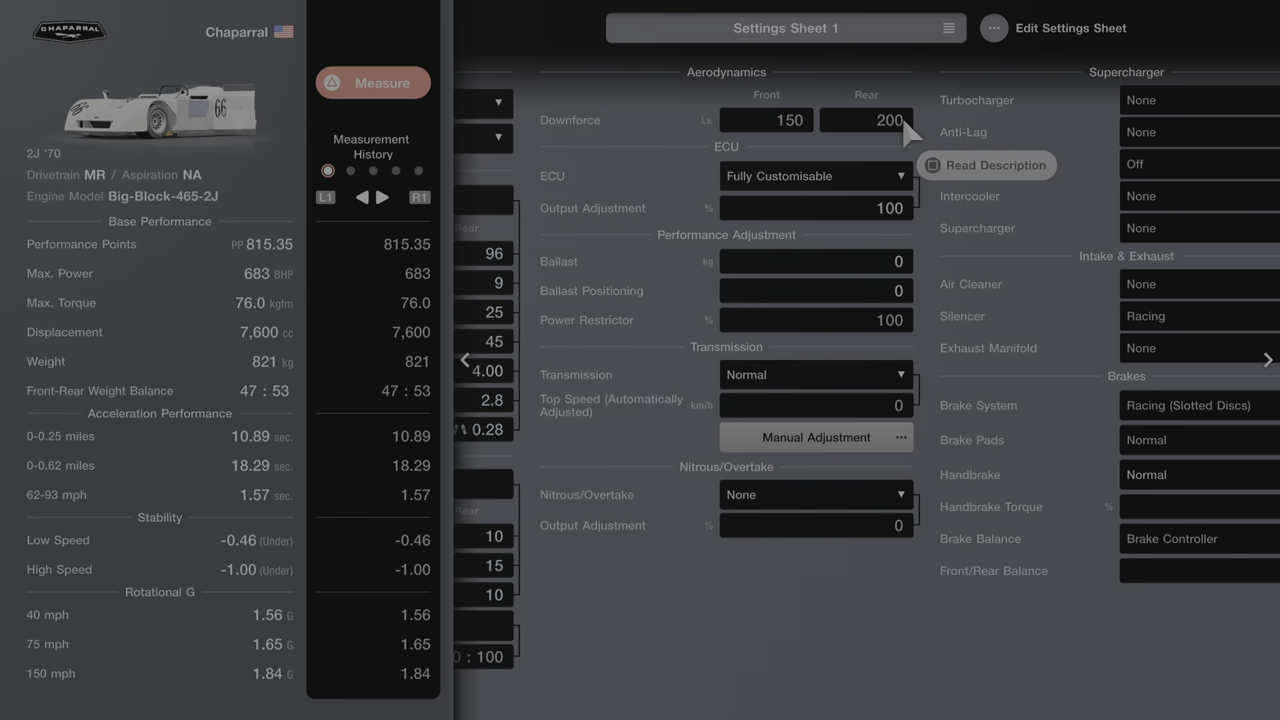 CHAPARRAL
Chaparral
66
2J '70
Drivetrain MR / Aspiration NA
Engine Model Big-Block-465-2J
Base Performance
Performance Points PP 815.35
Max. Power 683 BHP
Max. Torque 76.0 kgfm
Displacement 7,600 cc
Weight 821 kg
Front-Rear Weight Balance 47 : 53
Acceleration Performance
0-0.25 miles 10.89 sec.
0-0.62 miles 18.29 sec.
62-93 mph 1.57 sec.
Stability
Low Speed -0.46 (Under)
High Speed -1.00 (Under)
Rotational G
40 mph 1.56 G
75 mph 1.65 G
150 mph 1.84 G
Measure
Measurement
History
L1 R1
815.35
683
76.0
7,600
821
47 : 53
10.89
18.29
1.57
-0.46
-1.00
1.56
1.65
1.84
Rear
96
9
25
45
4.00
2.8
0.28
Rear
10
15
10
0 : 100
Settings Sheet 1
Edit Settings Sheet
Aerodynamics
Front Rear
Downforce Lv. 150 200
ECU
ECU Fully Customisable
Output Adjustment % 100
Performance Adjustment
Ballast kg 0
Ballast Positioning 0
Power Restrictor % 100
Transmission
Transmission Normal
Top Speed (Automatically
Adjusted) km/h 0
Manual Adjustment
Nitrous/Overtake
Nitrous/Overtake None
Output Adjustment % 0
Read Description
Supercharger
Turbocharger None
Anti-Lag None
Off
Intercooler None
Supercharger None
Intake & Exhaust
Air Cleaner None
Silencer Racing
Exhaust Manifold None
Brakes
Brake System Racing (Slotted Discs)
Brake Pads Normal
Handbrake Normal
Handbrake Torque %
Brake Balance Brake Controller
Front/Rear Balance